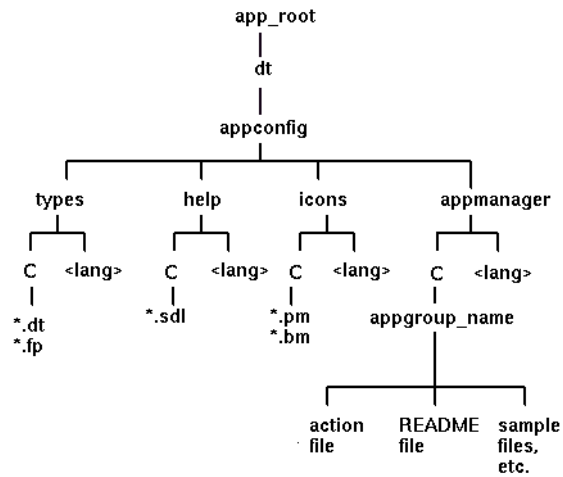 app_root
dt
appconfig
types help icons appmanager
C <lang> C <lang> C <lang> C <lang>
*.dt *.sdl *.pm appgroup_name
*.fp *.bm
action README sample
file file files,
etc.